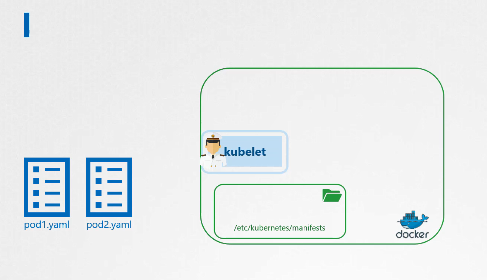 kubelet
pod1.yaml
pod2.yaml
/etc/kubernetes/manifests
docker